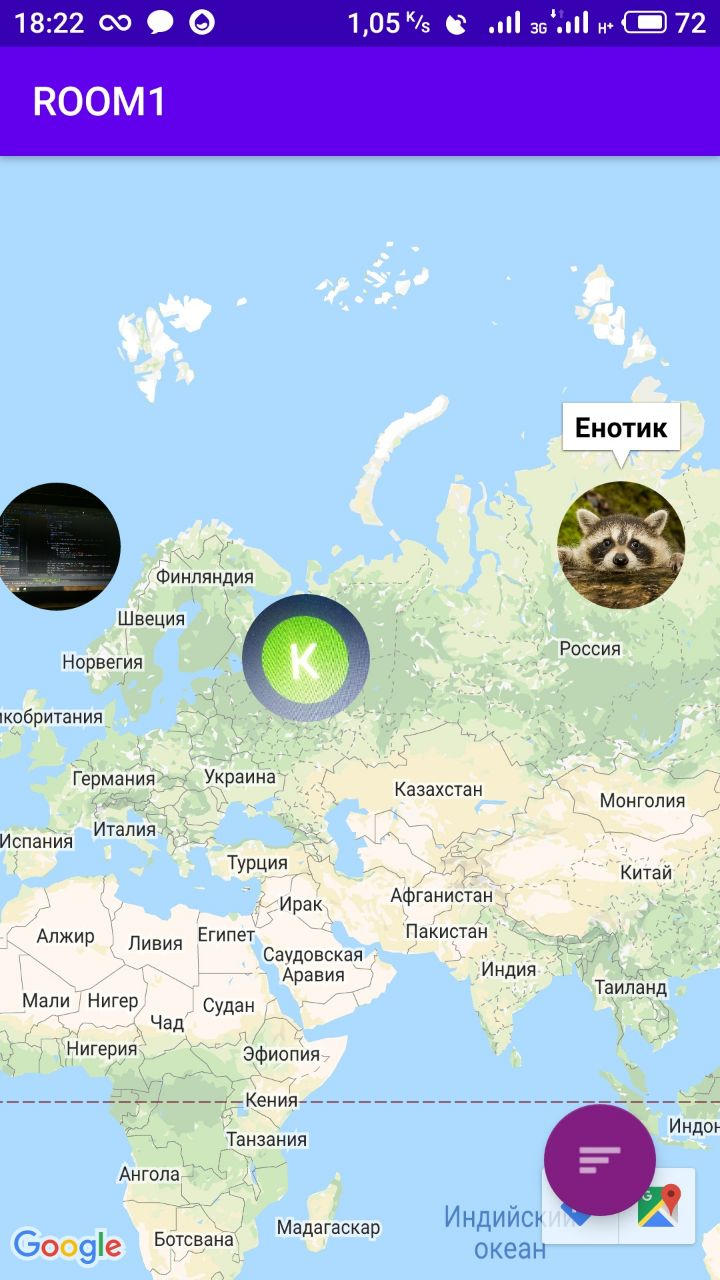 18:22 1,05 K/s 3G H+ 72
ROOM1
Енотик
Финляндия
Швеция
Россия
Норвегия
K
икобритания
Германия
Украина
Казахстан
Монголия
Испания
Италия
Турция
Китай
Афганистан
Ирак
Пакистан
Алжир
Ливия
Египет
Саудовская
Аравия
Индия
Таиланд
Мали
Нигер
Чад
Судан
Нигерия
Эфиопия
Кения
Индон
Танзания
Ангола
G
Мадагаскар
Индийский
океан
Ботсвана
Google